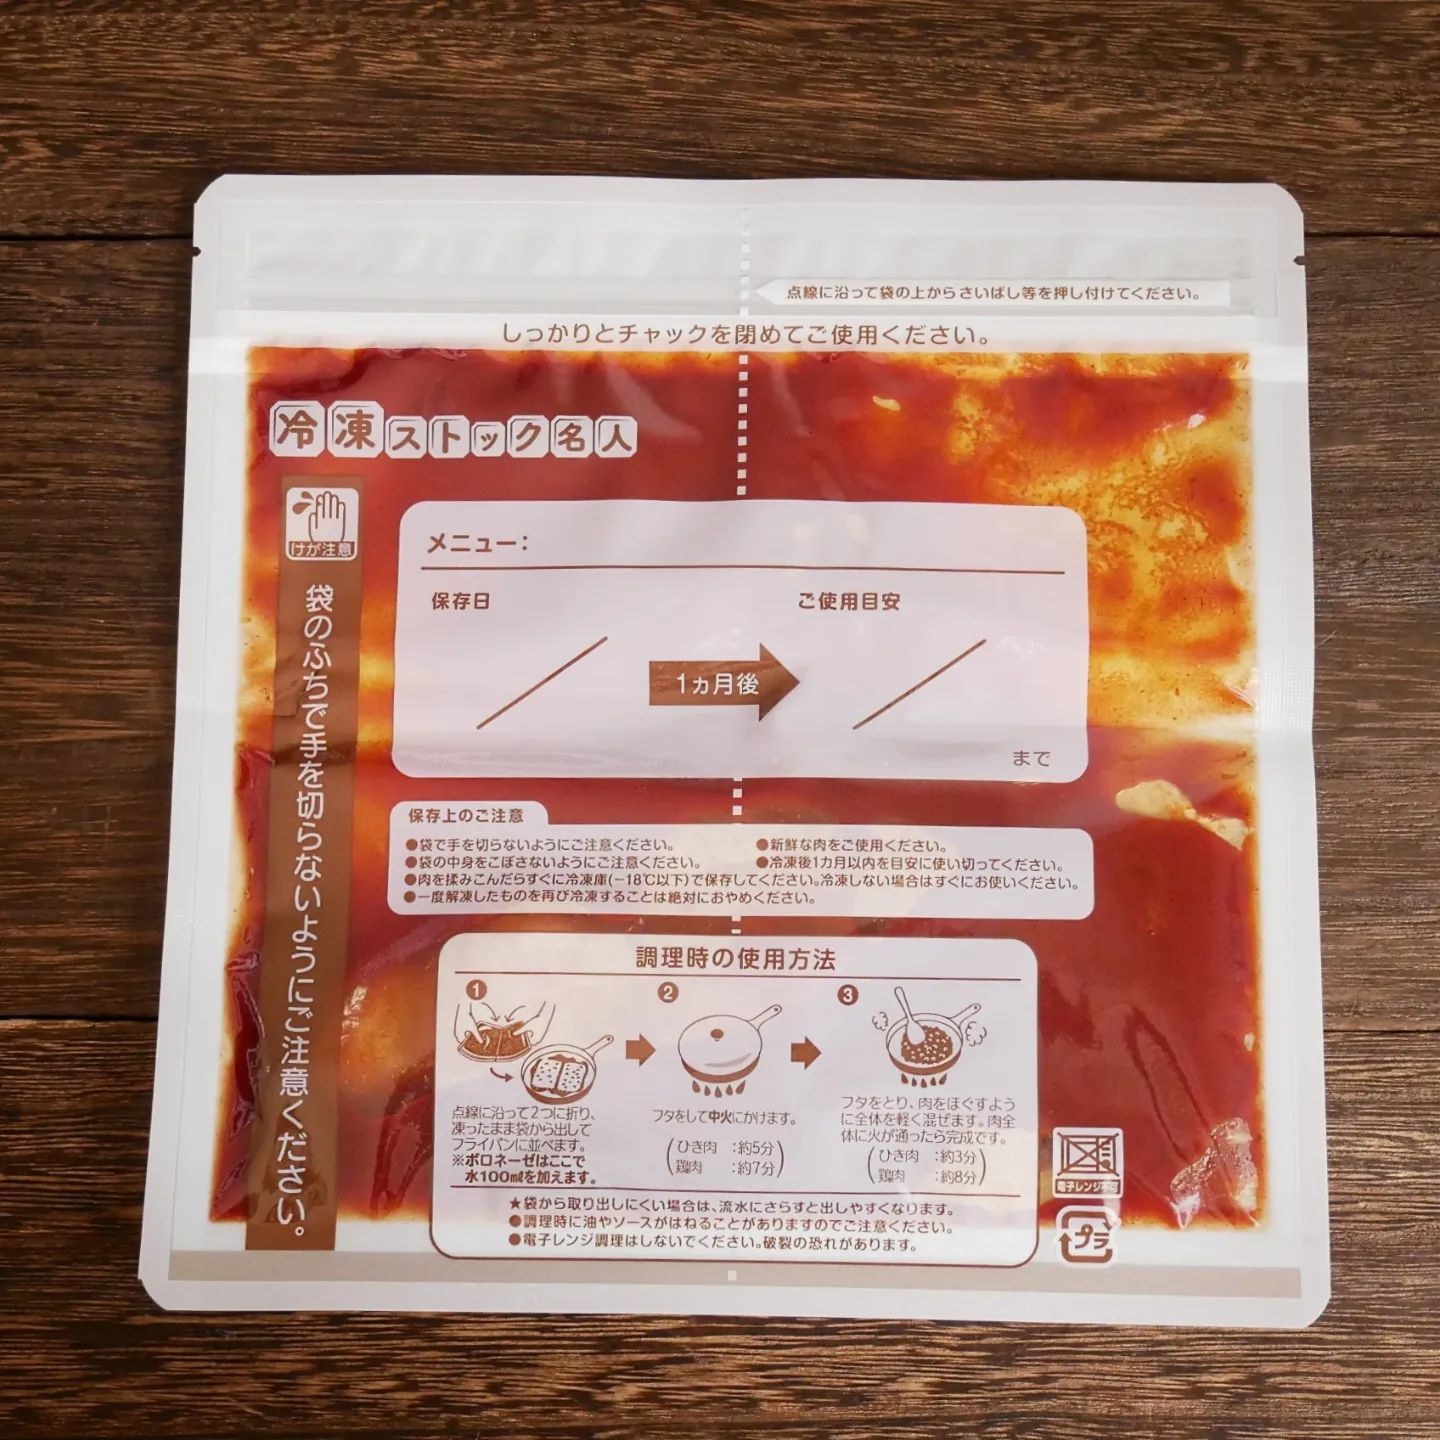 点線に沿って袋の上からさいばし等を押し付けてください。
しっかりとチャックを閉めてご使用ください。
冷凍ストック名人
けが注意
袋のふちで手を切らないようにご注意ください。
メニュー：
保存日
ご使用目安
1ヵ月後
まで
保存上のご注意
●袋で手を切らないようにご注意ください。
●新鮮な肉をご使用ください。
●袋の中身をこぼさないようにご注意ください。
●冷凍後1カ月以内を目安に使い切ってください。
●肉を揉みこんだらすぐに冷凍庫(−18℃以下)で保存してください。冷凍しない場合はすぐにお使いください。
●一度解凍したものを再び冷凍することは絶対におやめください。
調理時の使用方法
1
点線に沿って2つに折り、
凍ったまま袋から出して
フライパンに並べます。
※ボロネーゼはここで
水100mlを加えます。
2
フタをして中火にかけます。
(ひき肉 ：約5分
鶏肉 ：約7分)
3
フタをとり、肉をほぐすよう
に全体を軽く混ぜます。肉全
体に火が通ったら完成です。
(ひき肉 ：約3分
鶏肉 ：約8分)
★袋から取り出しにくい場合は、流水にさらすと出しやすくなります。
●調理時に油やソースがはねることがありますのでご注意ください。
●電子レンジ調理はしないでください。破裂の恐れがあります。
電子レンジ不可
プラ